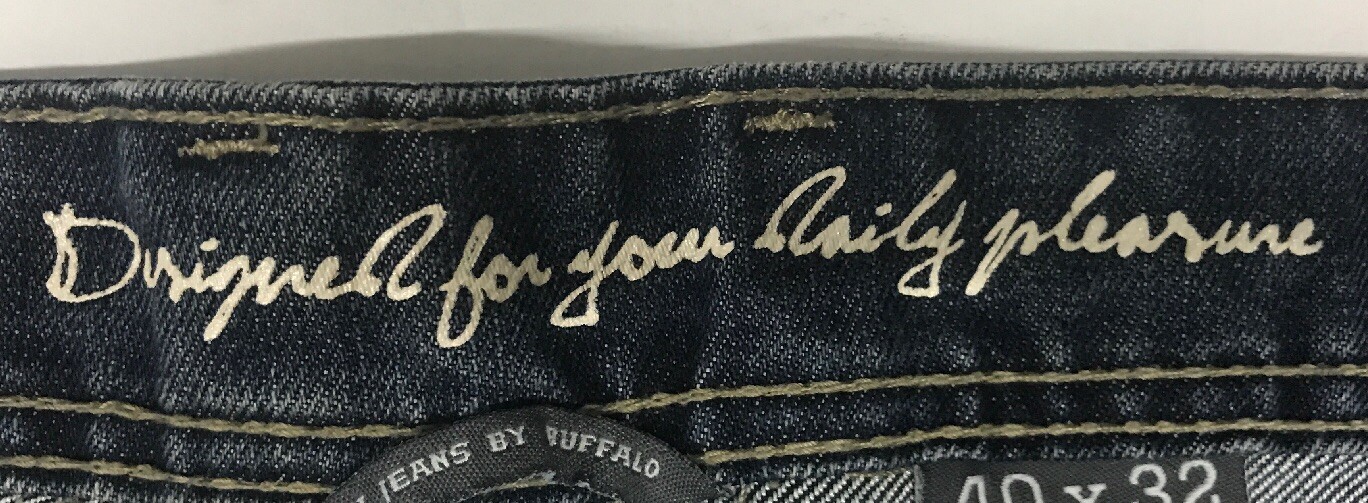 Designed for your daily pleasure
JEANS BY BUFFALO
40 x 32